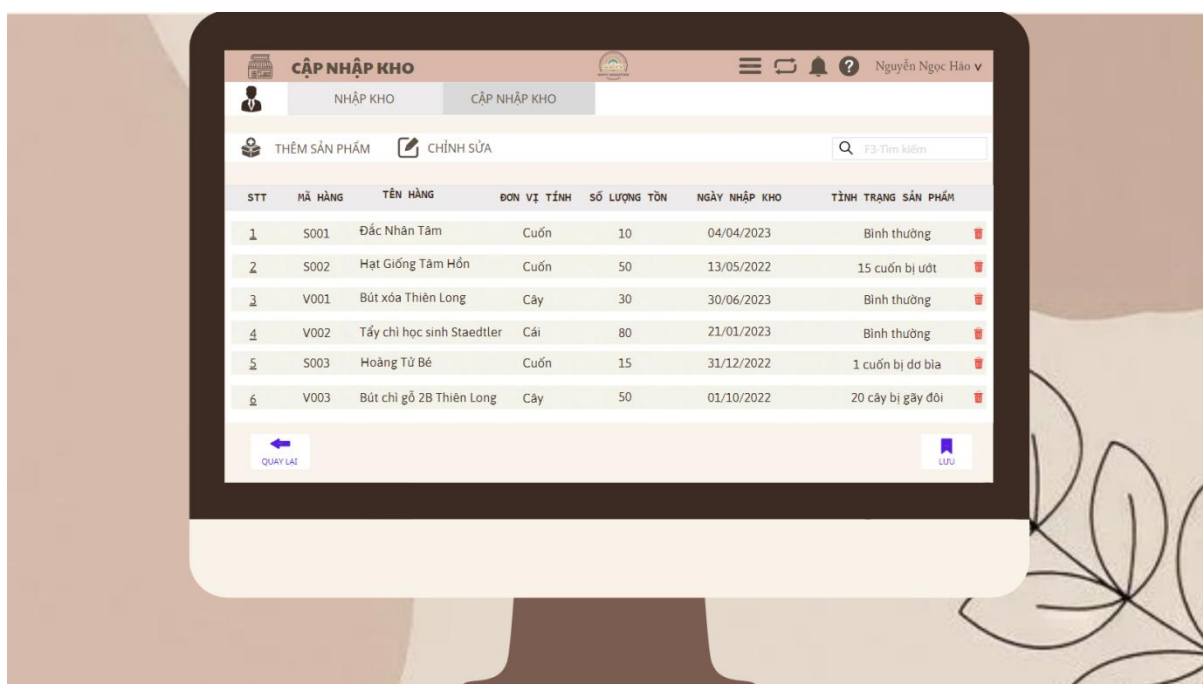 CẬP NHẬP KHO
Nguyễn Ngọc Hảo v
NHẬP KHO CẬP NHẬP KHO
THÊM SẢN PHẨM CHỈNH SỬA F3-Tìm kiếm
STT MÃ HÀNG TÊN HÀNG ĐƠN VỊ TÍNH SỐ LƯỢNG TỒN NGÀY NHẬP KHO TÌNH TRẠNG SẢN PHẨM
1 S001 Đắc Nhân Tâm Cuốn 10 04/04/2023 Bình thường
2 S002 Hạt Giống Tâm Hồn Cuốn 50 13/05/2022 15 cuốn bị ướt
3 V001 Bút xóa Thiên Long Cây 30 30/06/2023 Bình thường
4 V002 Tẩy chì học sinh Staedtler Cái 80 21/01/2023 Bình thường
5 S003 Hoàng Tử Bé Cuốn 15 31/12/2022 1 cuốn bị dơ bìa
6 V003 Bút chì gỗ 2B Thiên Long Cây 50 01/10/2022 20 cây bị gãy đôi
QUAY LẠI LƯU